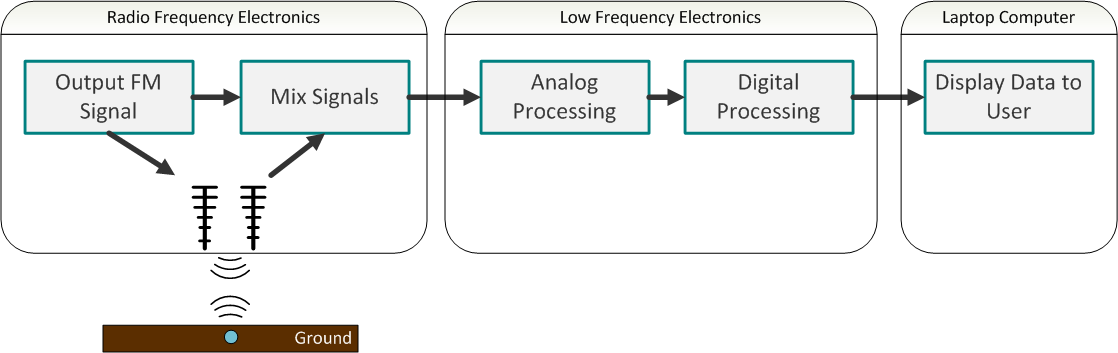 Radio Frequency Electronics
Output FM
Signal
Mix Signals
Ground
Low Frequency Electronics
Analog
Processing
Digital
Processing
Laptop Computer
Display Data to
User